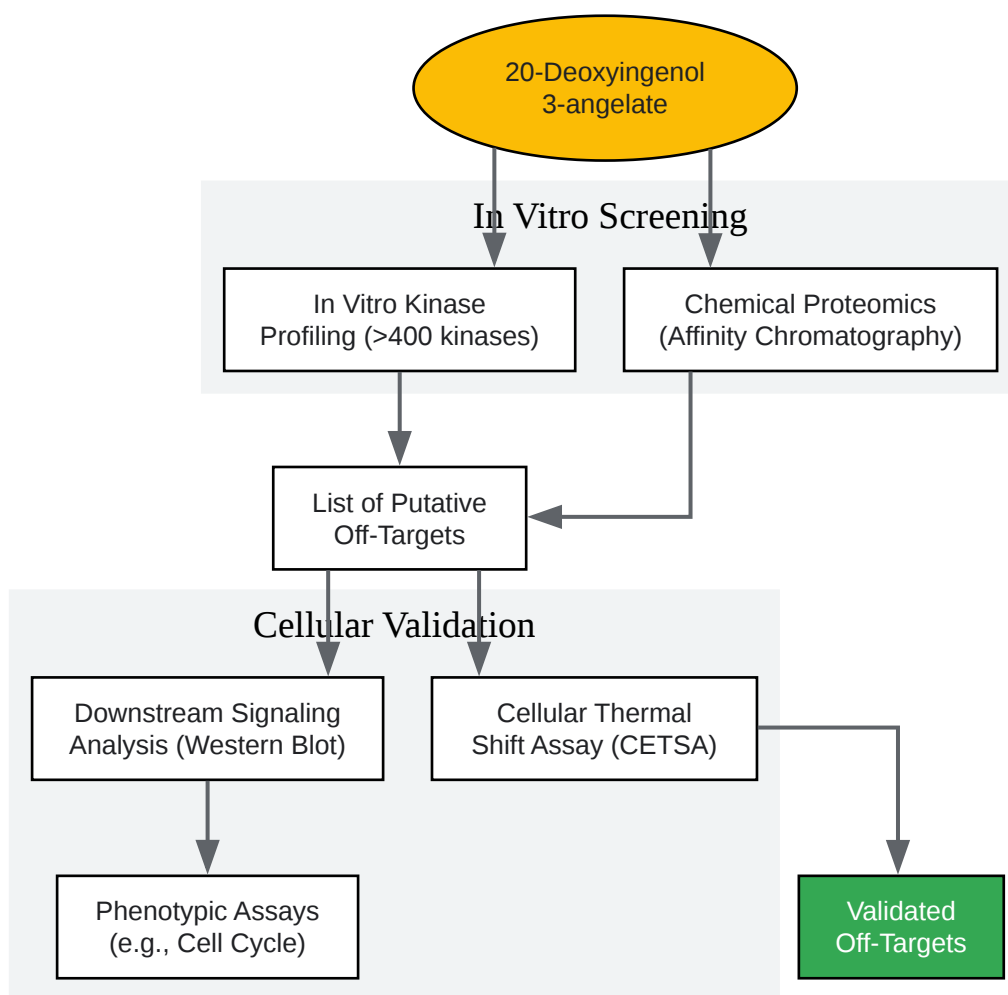 20-Deoxyingenol
3-angelate
In Vitro Screening
In Vitro Kinase
Profiling (>400 kinases)
Chemical Proteomics
(Affinity Chromatography)
List of Putative
Off-Targets
Cellular Validation
Downstream Signaling
Analysis (Western Blot)
Cellular Thermal
Shift Assay (CETSA)
Phenotypic Assays
(e.g., Cell Cycle)
Validated
Off-Targets